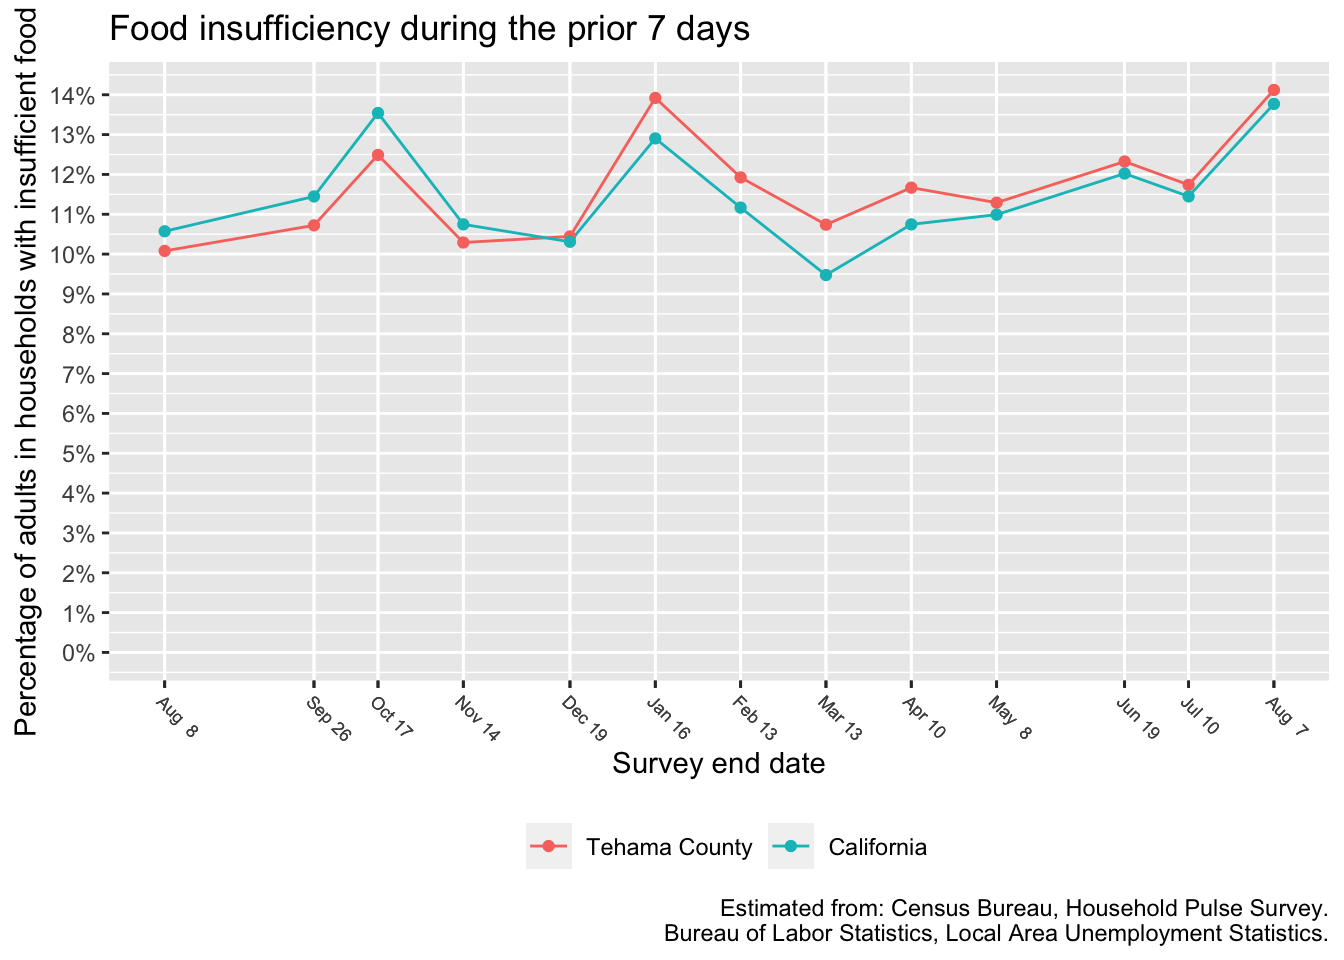 Food insufficiency during the prior 7 days
Percentage of adults in households with insufficient food
14%
13%
12%
11%
10%
9%
8%
7%
6%
5%
4%
3%
2%
1%
0%
Aug 8
Sep 26
Oct 17
Nov 14
Dec 19
Jan 16
Feb 13
Mar 13
Apr 10
May 8
Jun 19
Jul 10
Aug 7
Survey end date
Tehama County
California
Estimated from: Census Bureau, Household Pulse Survey.
Bureau of Labor Statistics, Local Area Unemployment Statistics.